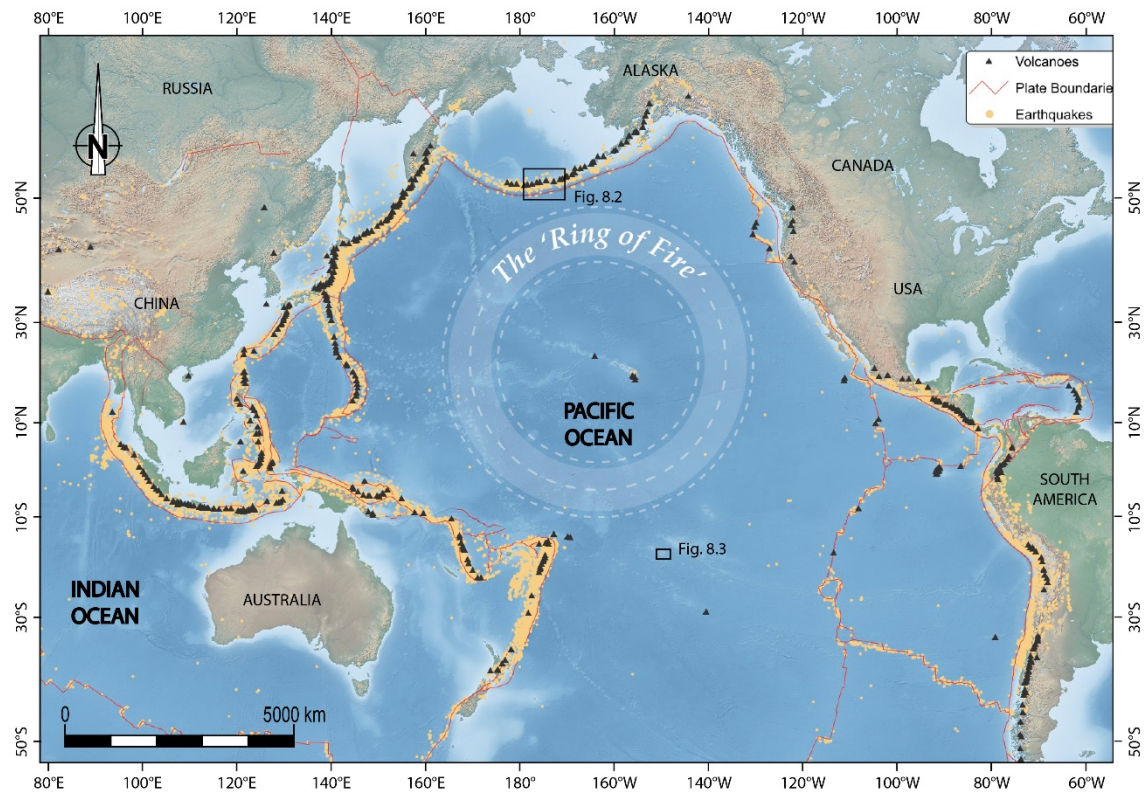 80°E 100°E 120°E 140°E 160°E 180° 160°W 140°W 120°W 100°W 80°W 60°W
ALASKA
Volcanoes
RUSSIA
Plate Boundarie
Earthquakes
N
CANADA
50°N
50°N
Fig. 8.2
The 'Ring of Fire'
USA
CHINA
30°N
30°N
PACIFIC
OCEAN
10°N
10°N
SOUTH
AMERICA
10°S
10°S
Fig. 8.3
INDIAN
OCEAN
AUSTRALIA
30°S
30°S
0 5000 km
50°S
50°S
80°E 100°E 120°E 140°E 160°E 180° 160°W 140°W 120°W 100°W 80°W 60°W